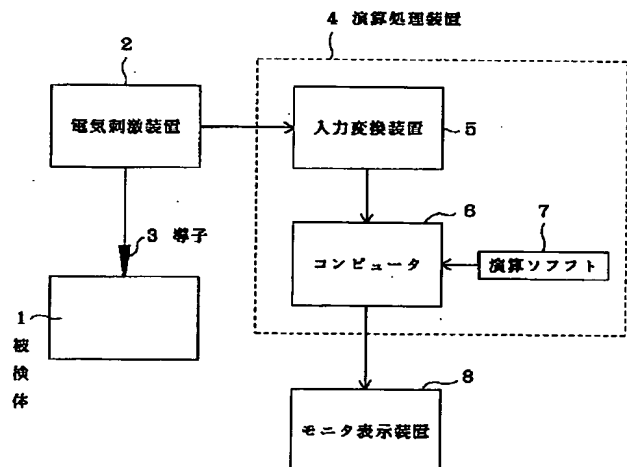 4 演算処理装置
2
電気刺激装置
入力変換装置
5
3 導子
6
7
コンピュータ
演算ソフフト
1
被検体
8
モニタ表示装置